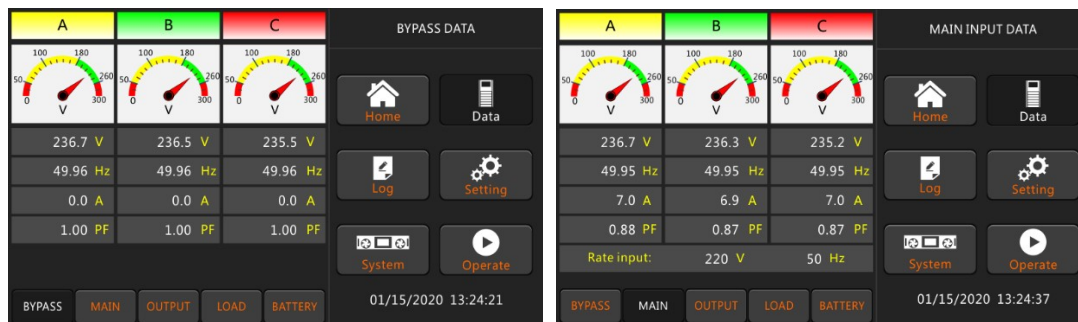 A B C BYPASS DATA
100 180 100 180 100 180
50 260 50 260 50 260
0 300 0 300 0 300
V V V
Home Data
236.7 V 236.5 V 235.5 V
49.96 Hz 49.96 Hz 49.96 Hz
Log Setting
0.0 A 0.0 A 0.0 A
1.00 PF 1.00 PF 1.00 PF
System Operate
BYPASS MAIN OUTPUT LOAD BATTERY 01/15/2020 13:24:21
A B C MAIN INPUT DATA
100 180 100 180 100 180
50 260 50 260 50 260
0 300 0 300 0 300
V V V
Home Data
236.7 V 236.3 V 235.2 V
49.95 Hz 49.95 Hz 49.95 Hz
Log Setting
7.0 A 6.9 A 7.0 A
0.88 PF 0.87 PF 0.87 PF
Rate input: 220 V 50 Hz
System Operate
BYPASS MAIN OUTPUT LOAD BATTERY 01/15/2020 13:24:37